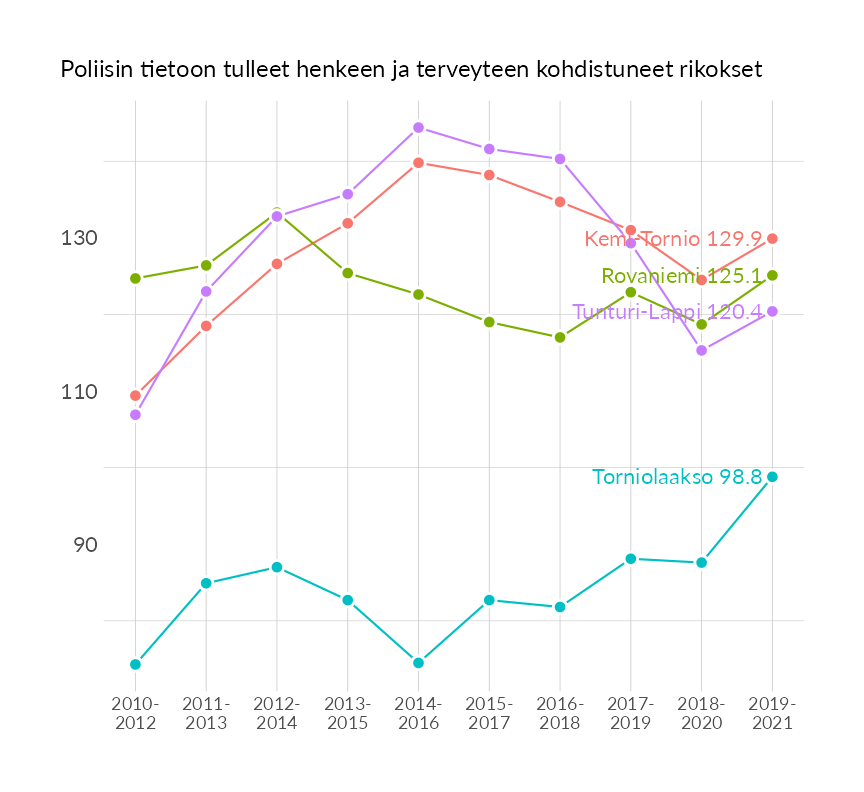 Poliisin tietoon tulleet henkeen ja terveyteen kohdistuneet rikokset
130
Kemi-Tornio 129.9
Rovaniemi 125.1
Tunturi-Lappi 120.4
110
Torniolaakso 98.8
90
2010- 2011- 2012- 2013- 2014- 2015- 2016- 2017- 2018- 2019-
2012 2013 2014 2015 2016 2017 2018 2019 2020 2021